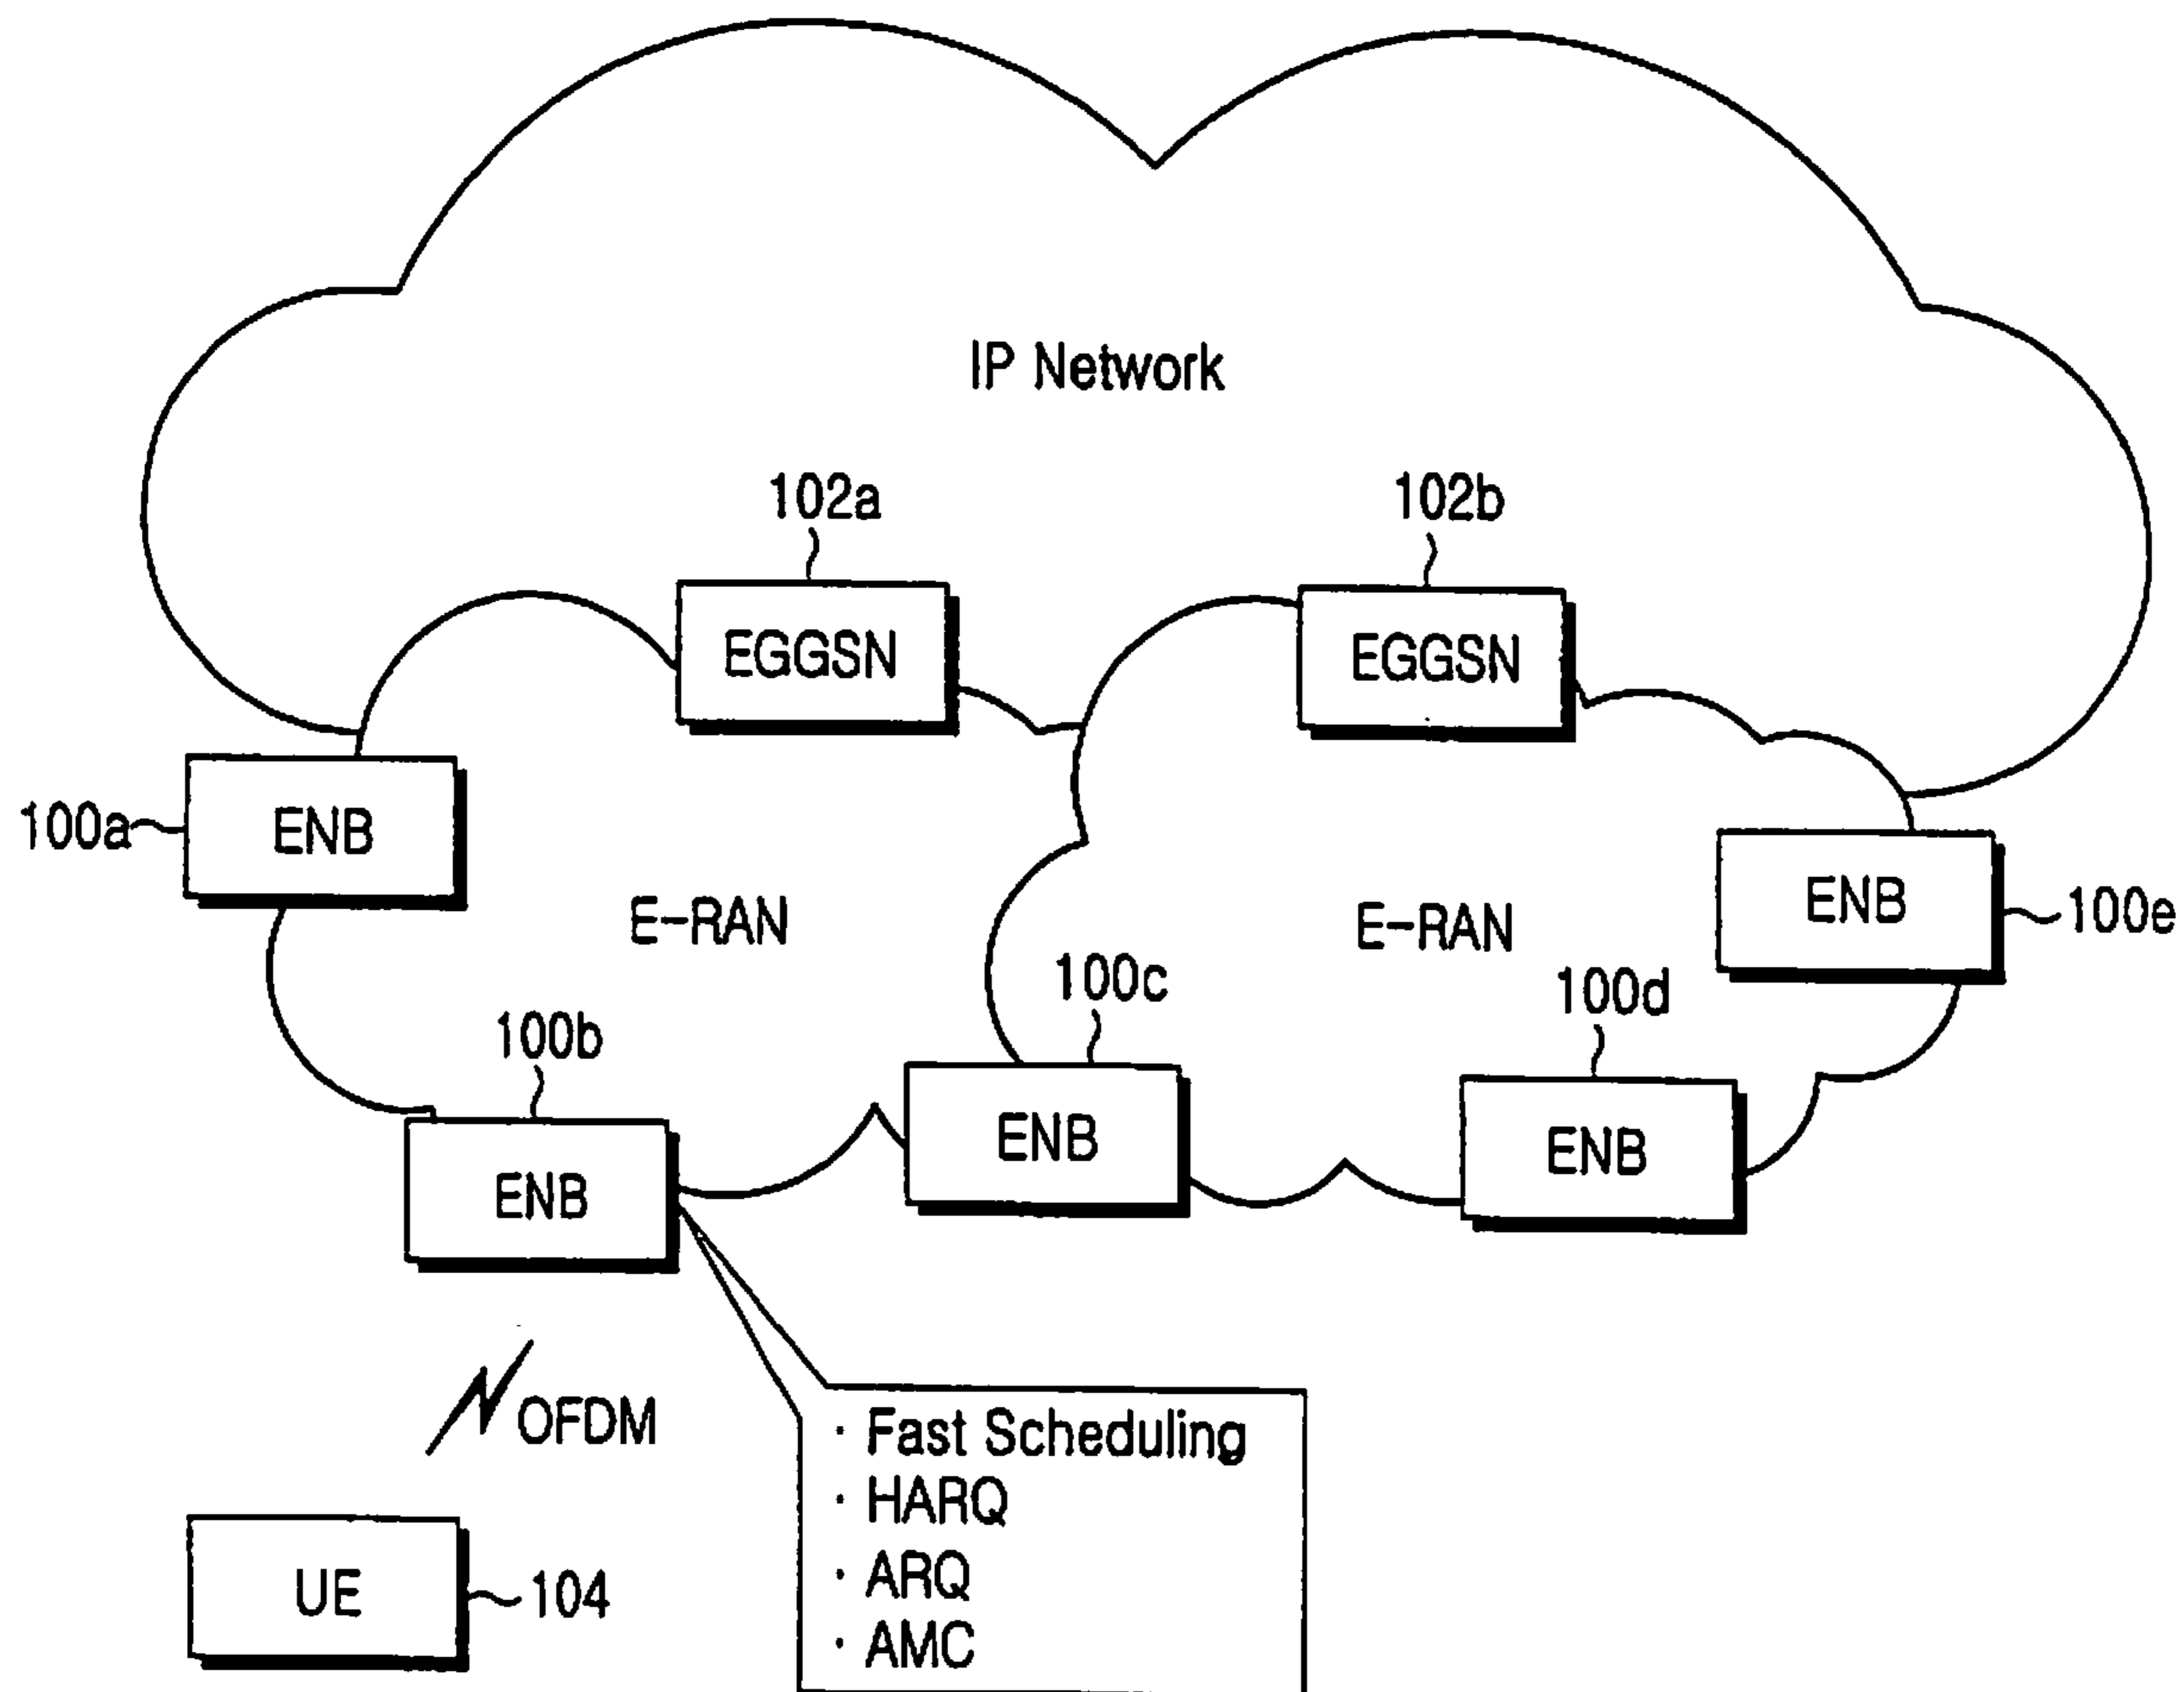 IP Network
102a
102b
EGGSN
EGGSN
100a
ENB
E-RAN
E-RAN
ENB
100e
100b
100c
100d
ENB
ENB
ENB
OFDM
· Fast Scheduling
· HARQ
· ARQ
· AMC
UE
104